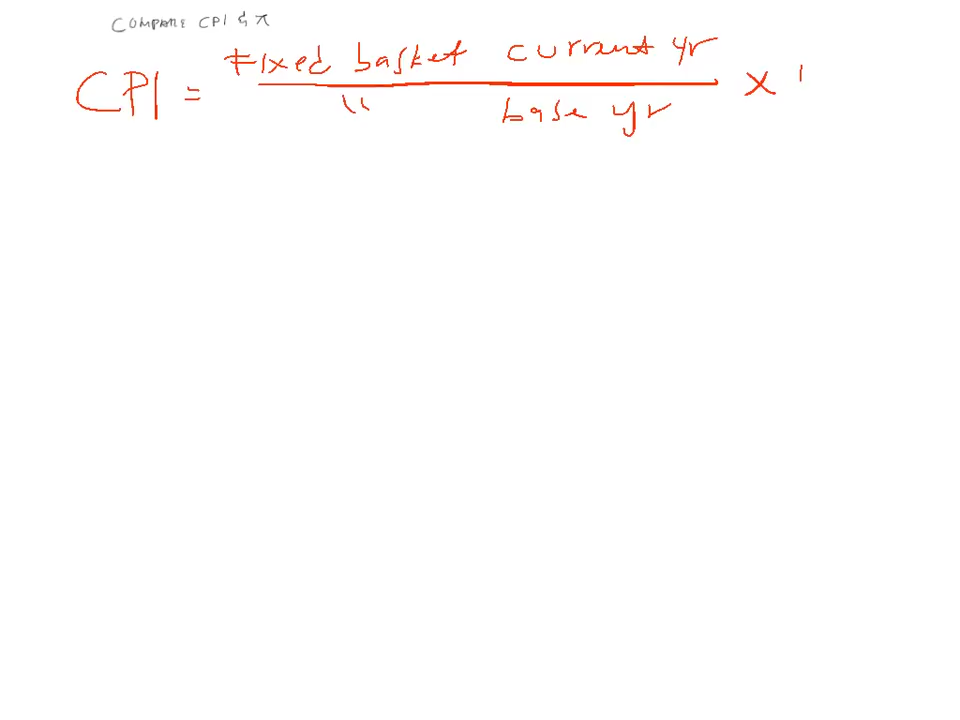 COMPARE CPI & π
Fixed basket current yr
CPI = ———— x 1
" base yr